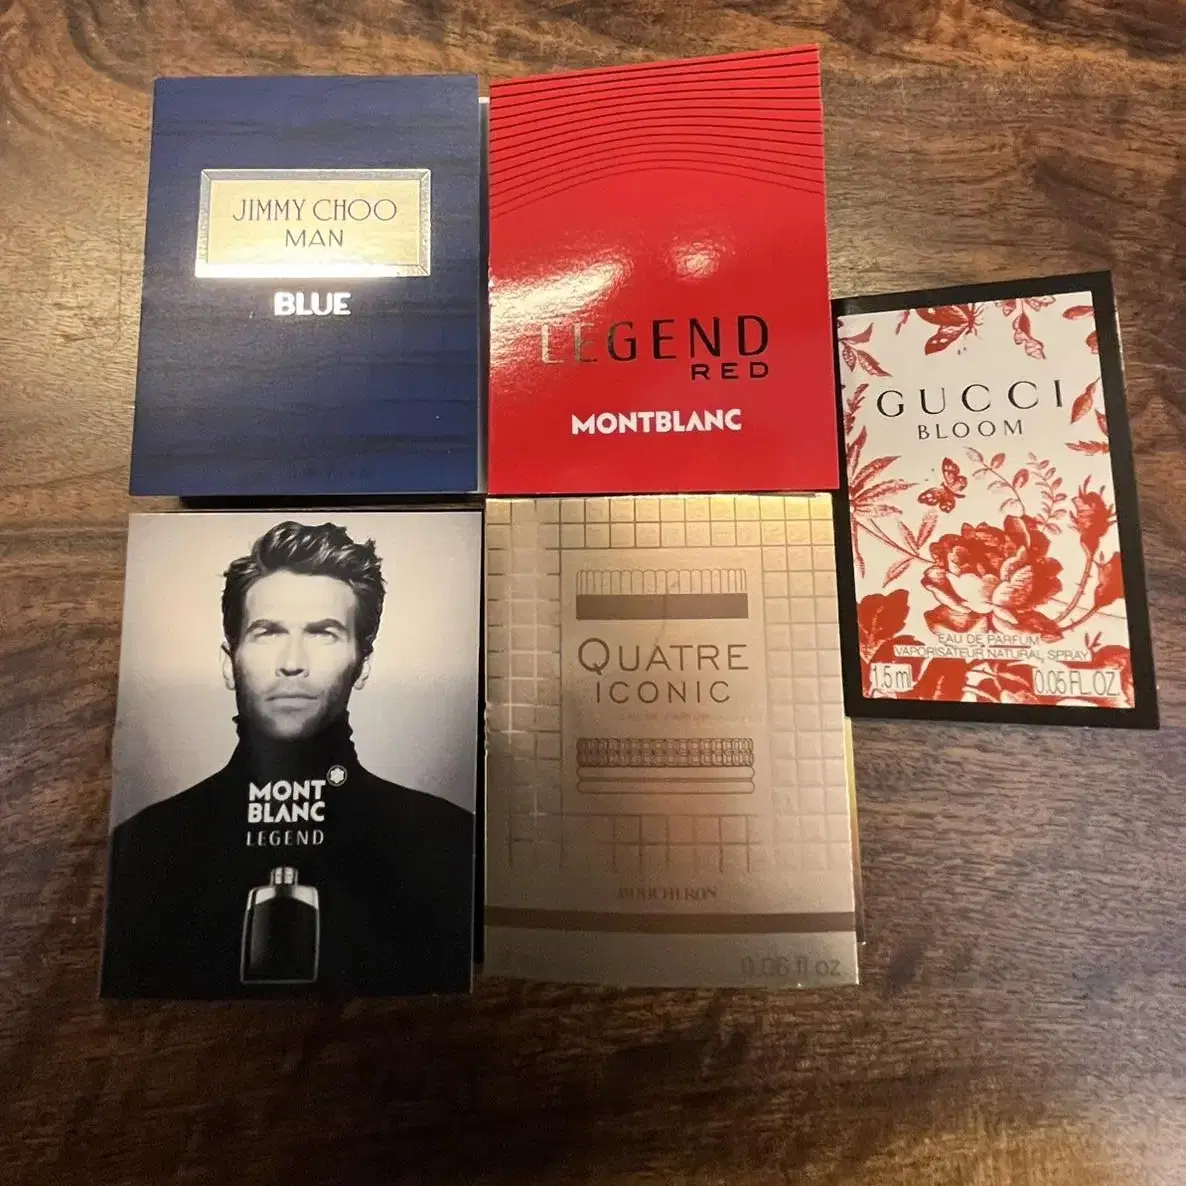 JIMMY CHOO
MAN
BLUE
LEGEND
RED
MONTBLANC
GUCCI
BLOOM
EAU DE PARFUM
VAPORISATEUR NATURAL SPRAY
1.5 ml
0.05 FL. OZ.
MONT
BLANC
LEGEND
QUATRE
ICONIC
BOUCHERON
0.06 fl oz